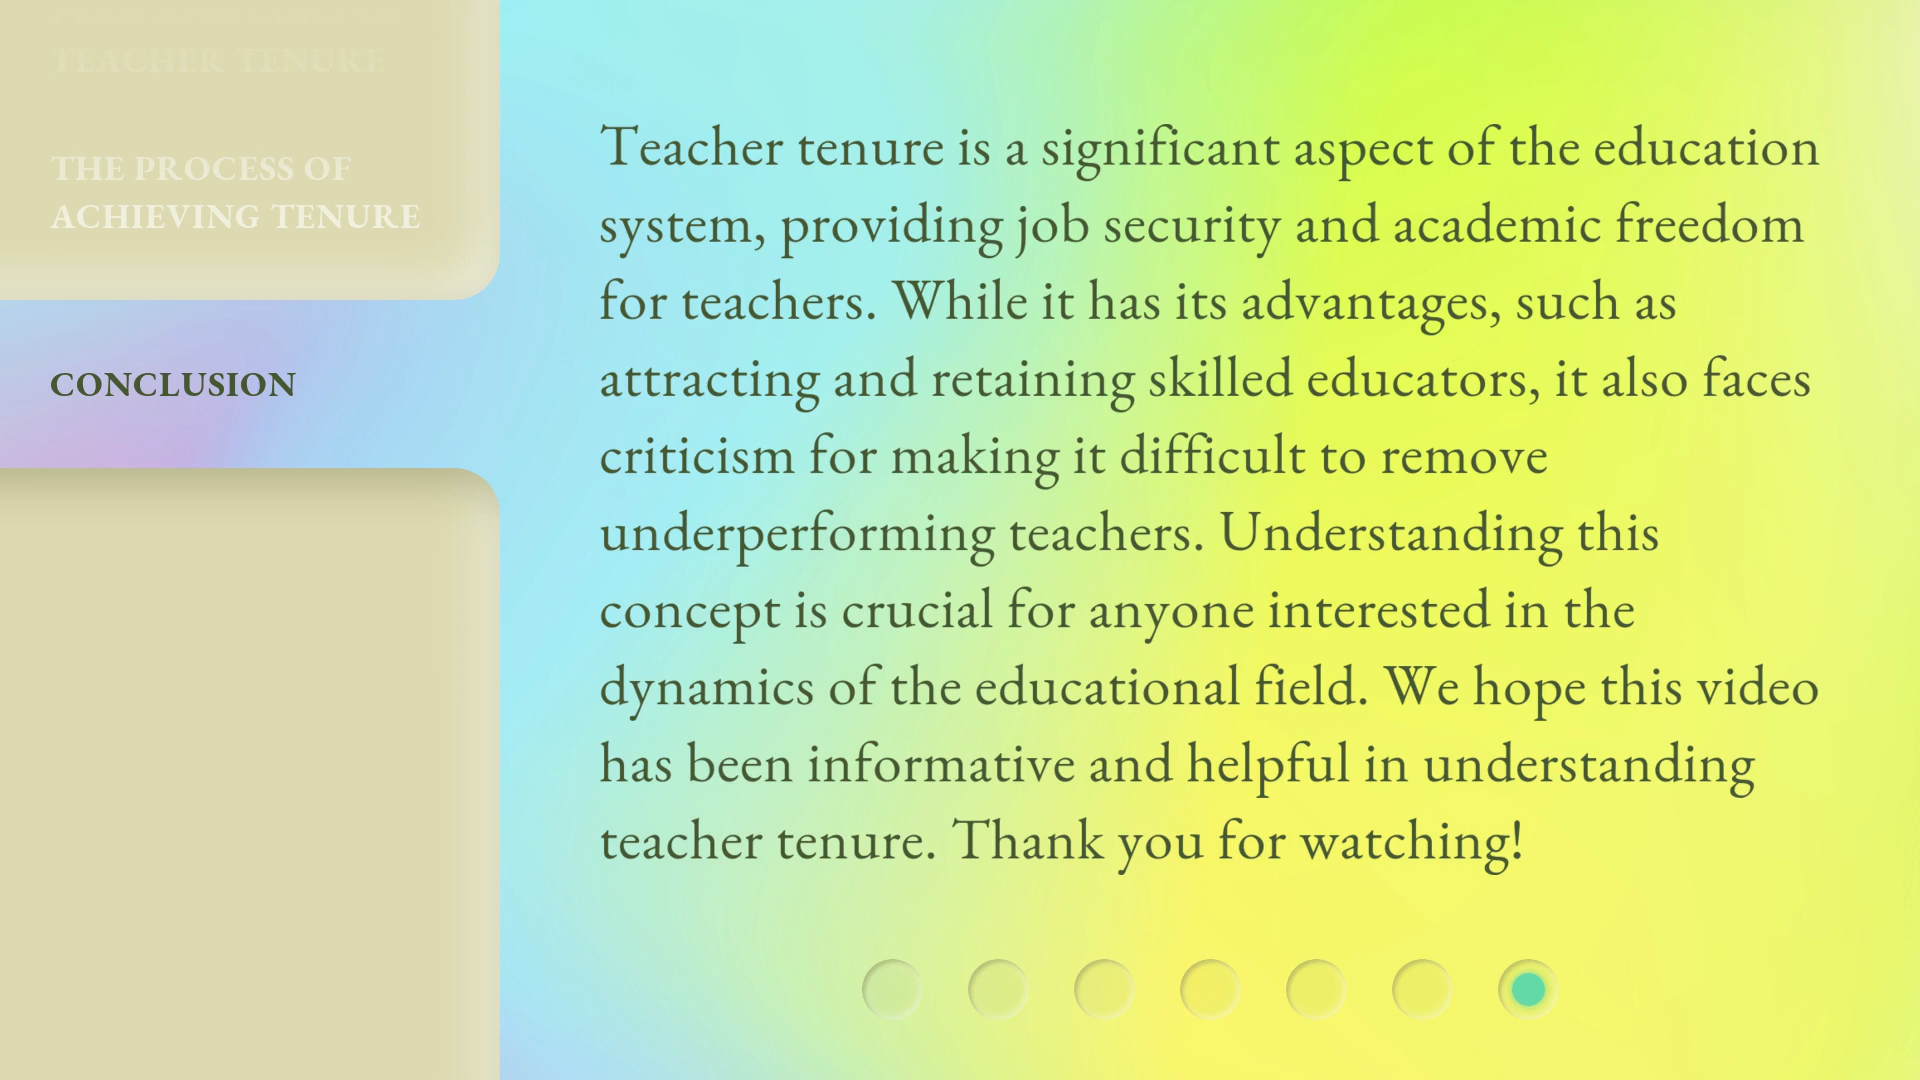 TEACHER TENURE
THE PROCESS OF
ACHIEVING TENURE
CONCLUSION
Teacher tenure is a significant aspect of the education
system, providing job security and academic freedom
for teachers. While it has its advantages, such as
attracting and retaining skilled educators, it also faces
criticism for making it difficult to remove
underperforming teachers. Understanding this
concept is crucial for anyone interested in the
dynamics of the educational field. We hope this video
has been informative and helpful in understanding
teacher tenure. Thank you for watching!